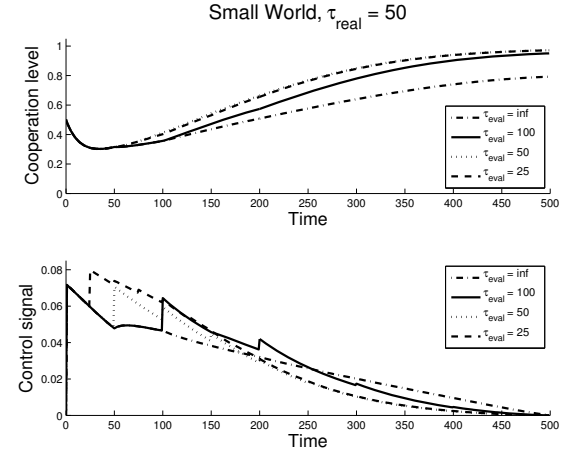 Small World, τreal = 50
Cooperation level
1
0.8
0.6
0.4
0.2
0
0 50 100 150 200 250 300 350 400 450 500
Time
τeval = inf
τeval = 100
τeval = 50
τeval = 25
Control signal
0.08
0.06
0.04
0.02
0
0 50 100 150 200 250 300 350 400 450 500
Time
τeval = inf
τeval = 100
τeval = 50
τeval = 25